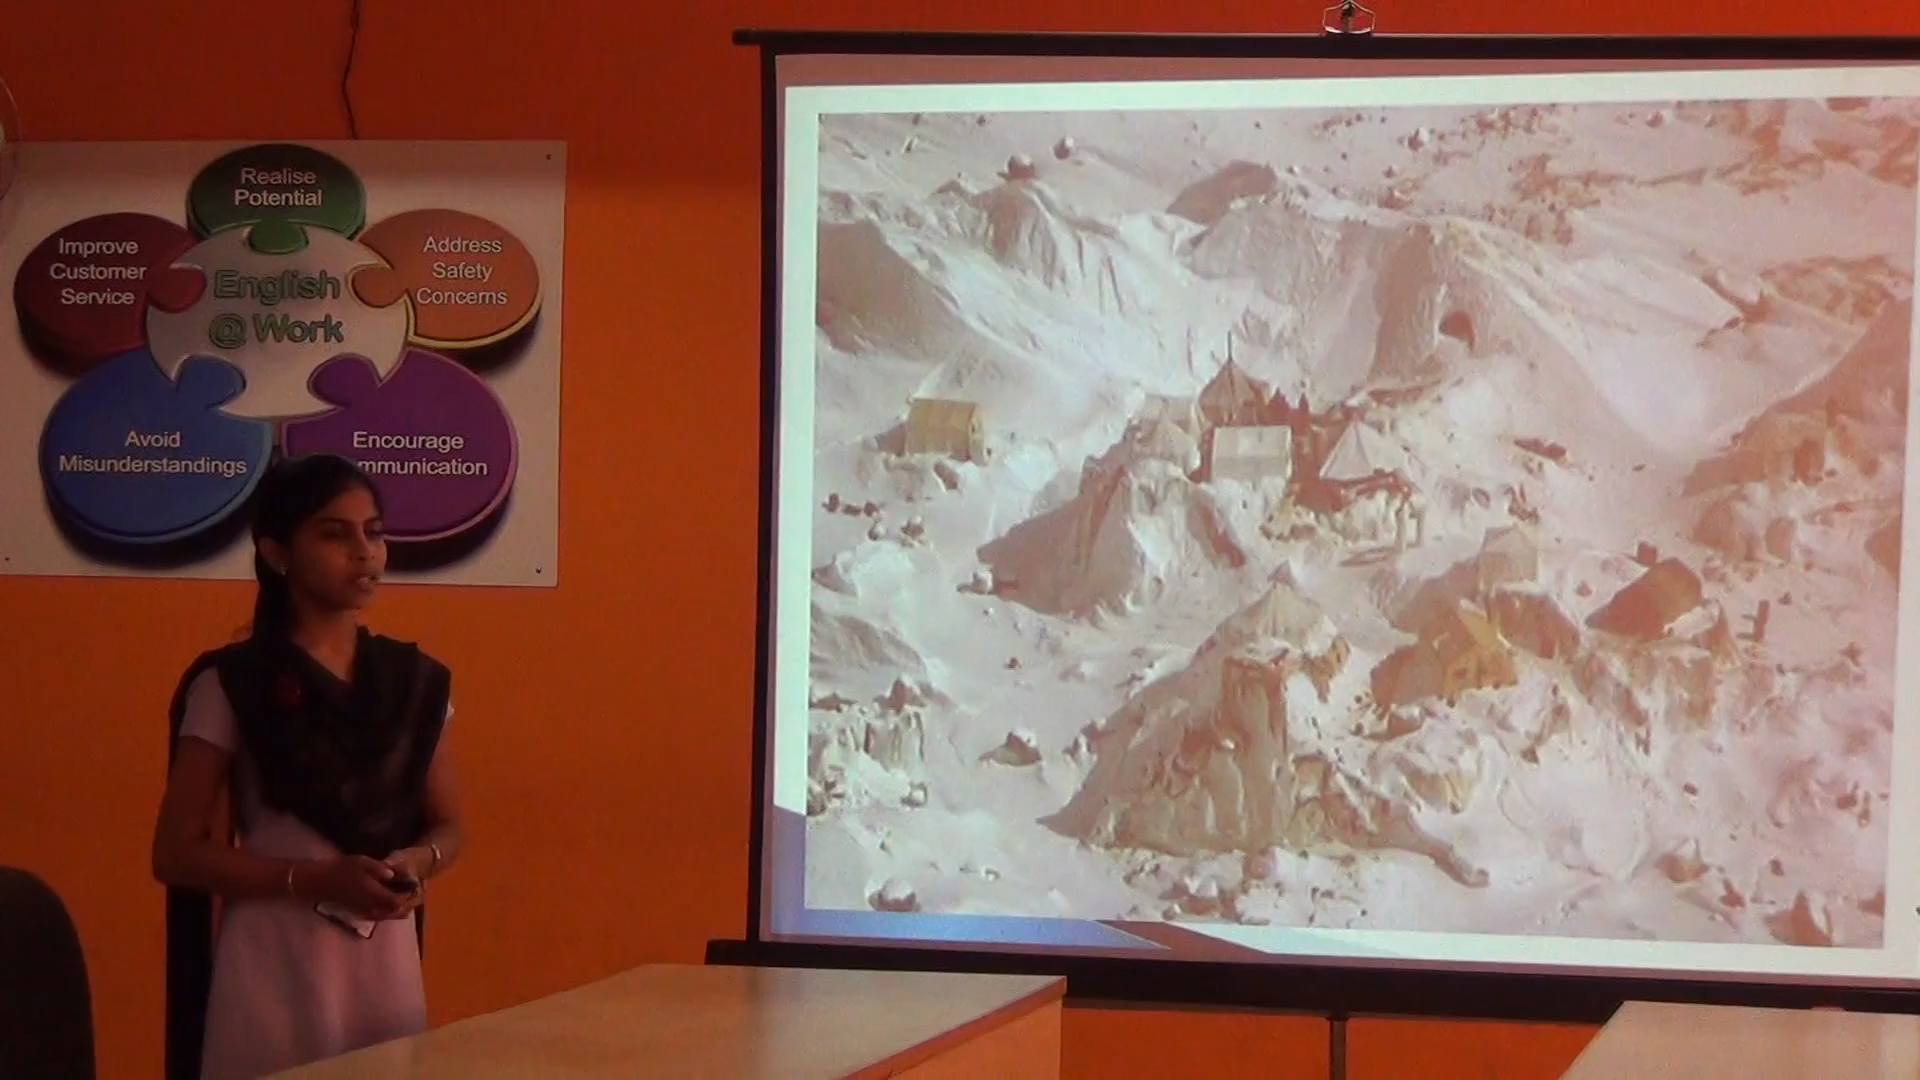 Realise
Potential
Improve
Customer
Service
Address
Safety
Concerns
English
@ Work
Avoid
Misunderstandings
Encourage
mmunication